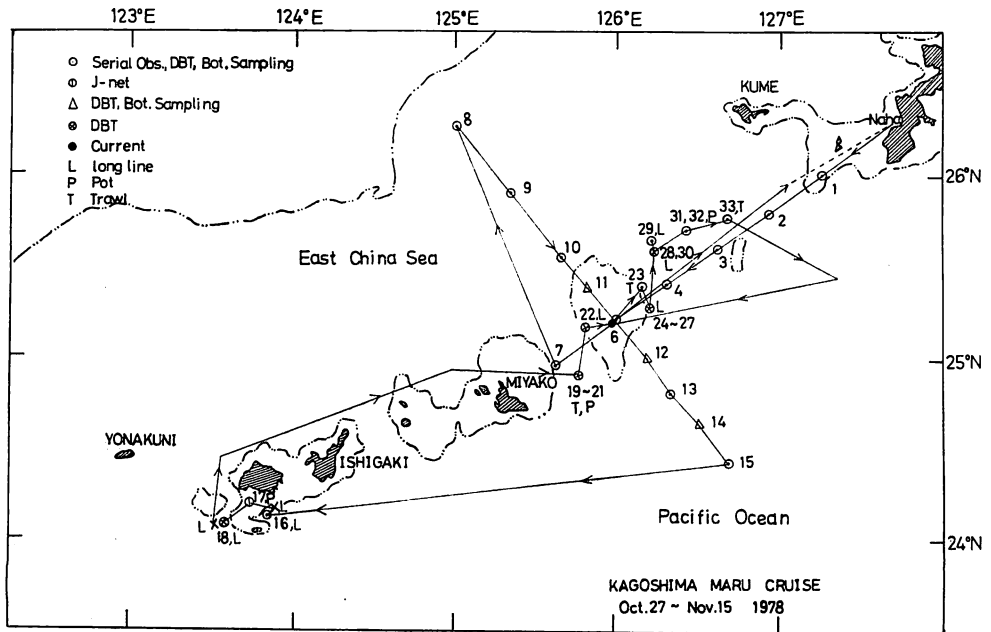 123°E 124°E 125°E 126°E 127°E
Serial Obs., DBT, Bot. Sampling
J-net
DBT, Bot. Sampling
DBT
Current
L long line
P Pot
T Trawl
KUME
Naha
8
9
10
11
East China Sea
26°N
1
2
3
4
33,T
31, 32, P
29, L
28,30,
L
23
T
L
24~27
22, L
6
7
12
13
14
15
25°N
MIYAKO
19~21
T, P
YONAKUNI
ISHIGAKI
17P
L
16, L
L
18, L
Pacific Ocean
24°N
KAGOSHIMA MARU CRUISE
Oct. 27 ~ Nov. 15 1978